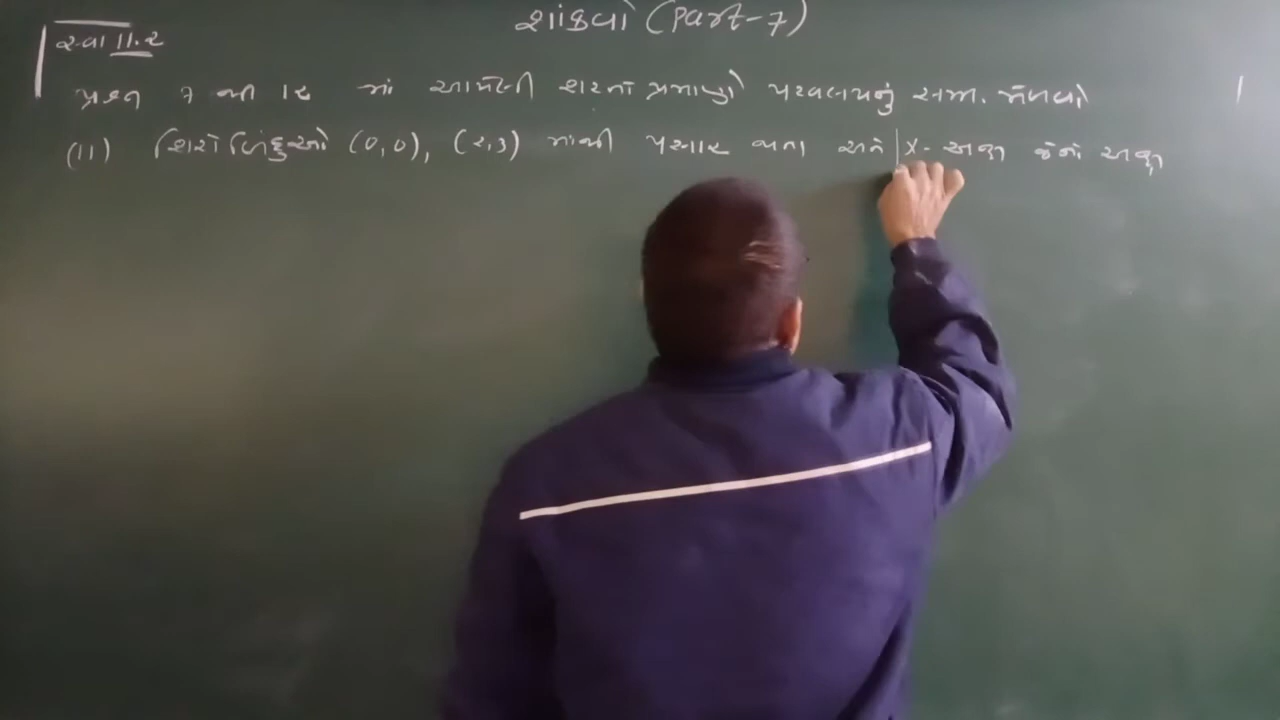 શાંકવો (Part-7)
સ્વા 11.2
પ્રશ્ન 7 થી 12 માં આપેલી શરતો પ્રમાણે પરવલયનું સમી. મેળવો
(11) શિરોબિંદુઓ (0,0), (2,3) માંથી પસાર થતા અને X-અક્ષ જેનો અક્ષ